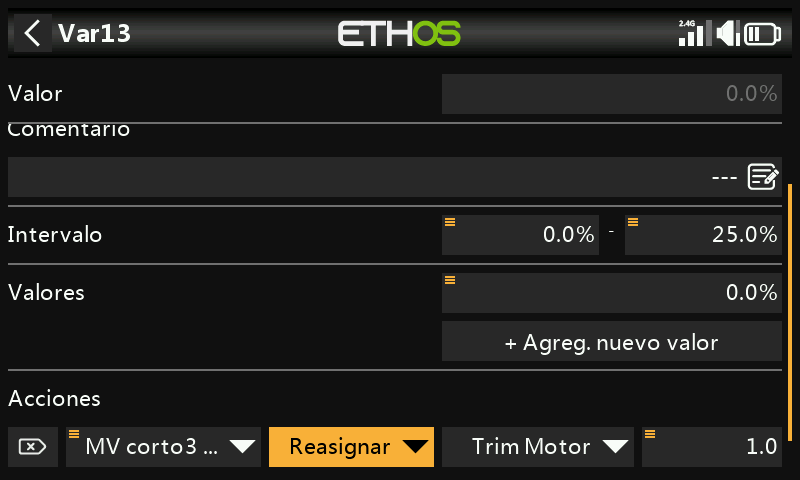 Var13 ETHOS 2.4G
Valor 0.0%
Comentario
---
Intervalo 0.0% - 25.0%
Valores 0.0%
+ Agreg. nuevo valor
Acciones
MV corto3 ... Reasignar Trim Motor 1.0